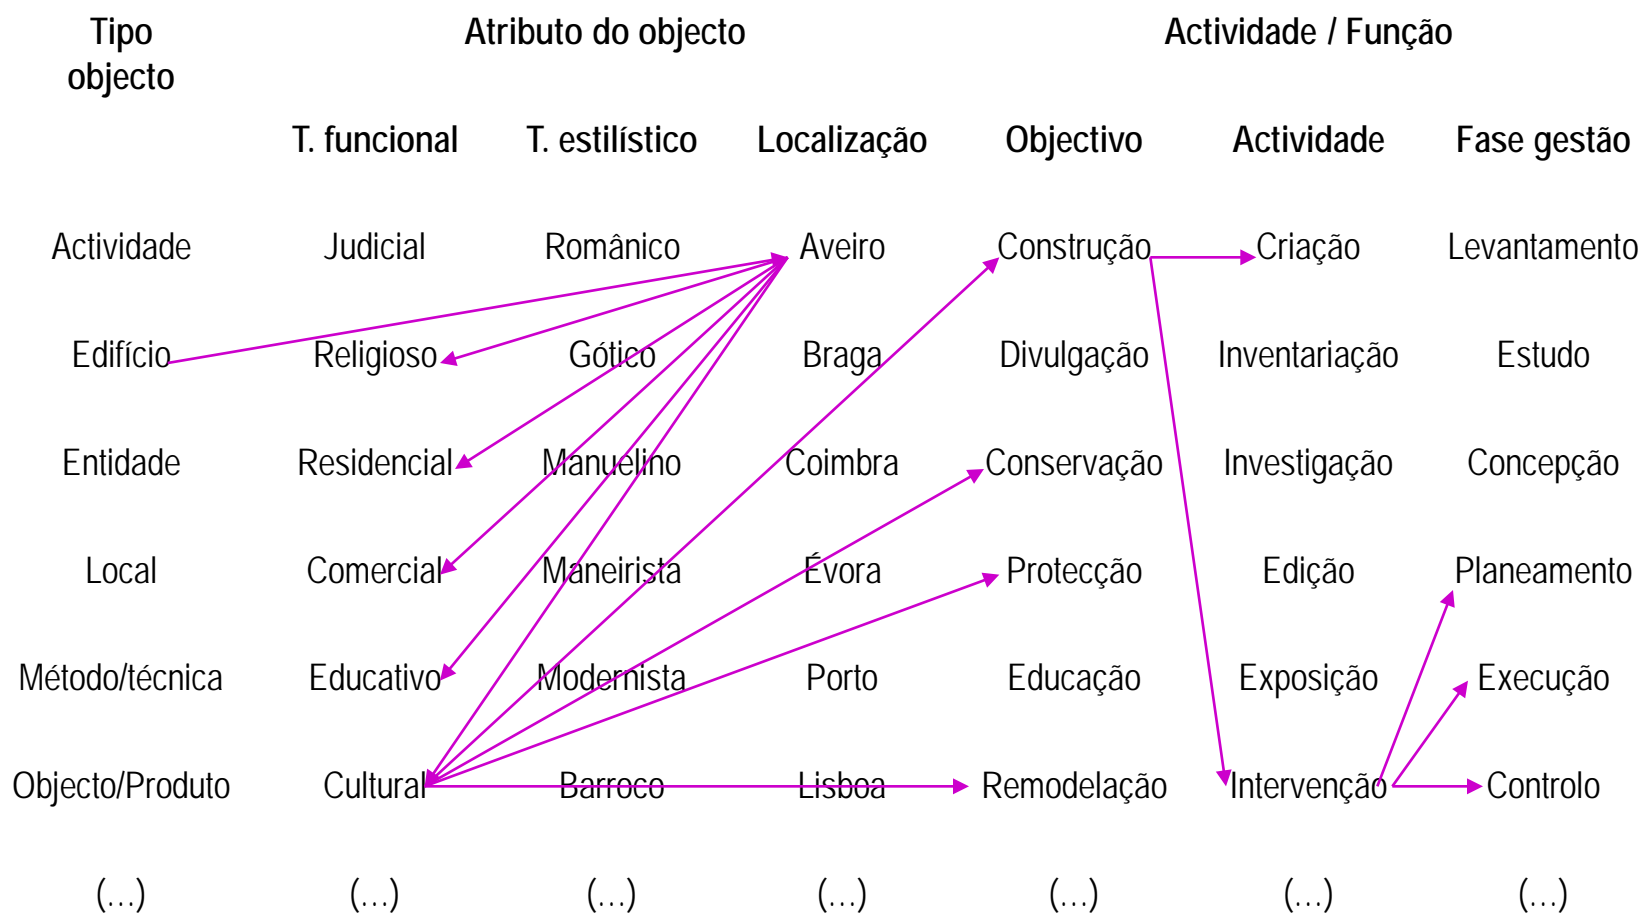 Tipo objecto Atributo do objecto Actividade / Função
T. funcional T. estilístico Localização Objectivo Actividade Fase gestão
Actividade Judicial Românico Aveiro Construção Criação Levantamento
Edifício Religioso Gótico Braga Divulgação Inventariação Estudo
Entidade Residencial Manuelino Coimbra Conservação Investigação Concepção
Local Comercial Maneirista Évora Protecção Edição Planeamento
Método/técnica Educativo Modernista Porto Educação Exposição Execução
Objecto/Produto Cultural Barroco Lisboa Remodelação Intervenção Controlo
(…) (…) (…) (…) (…) (…) (…)